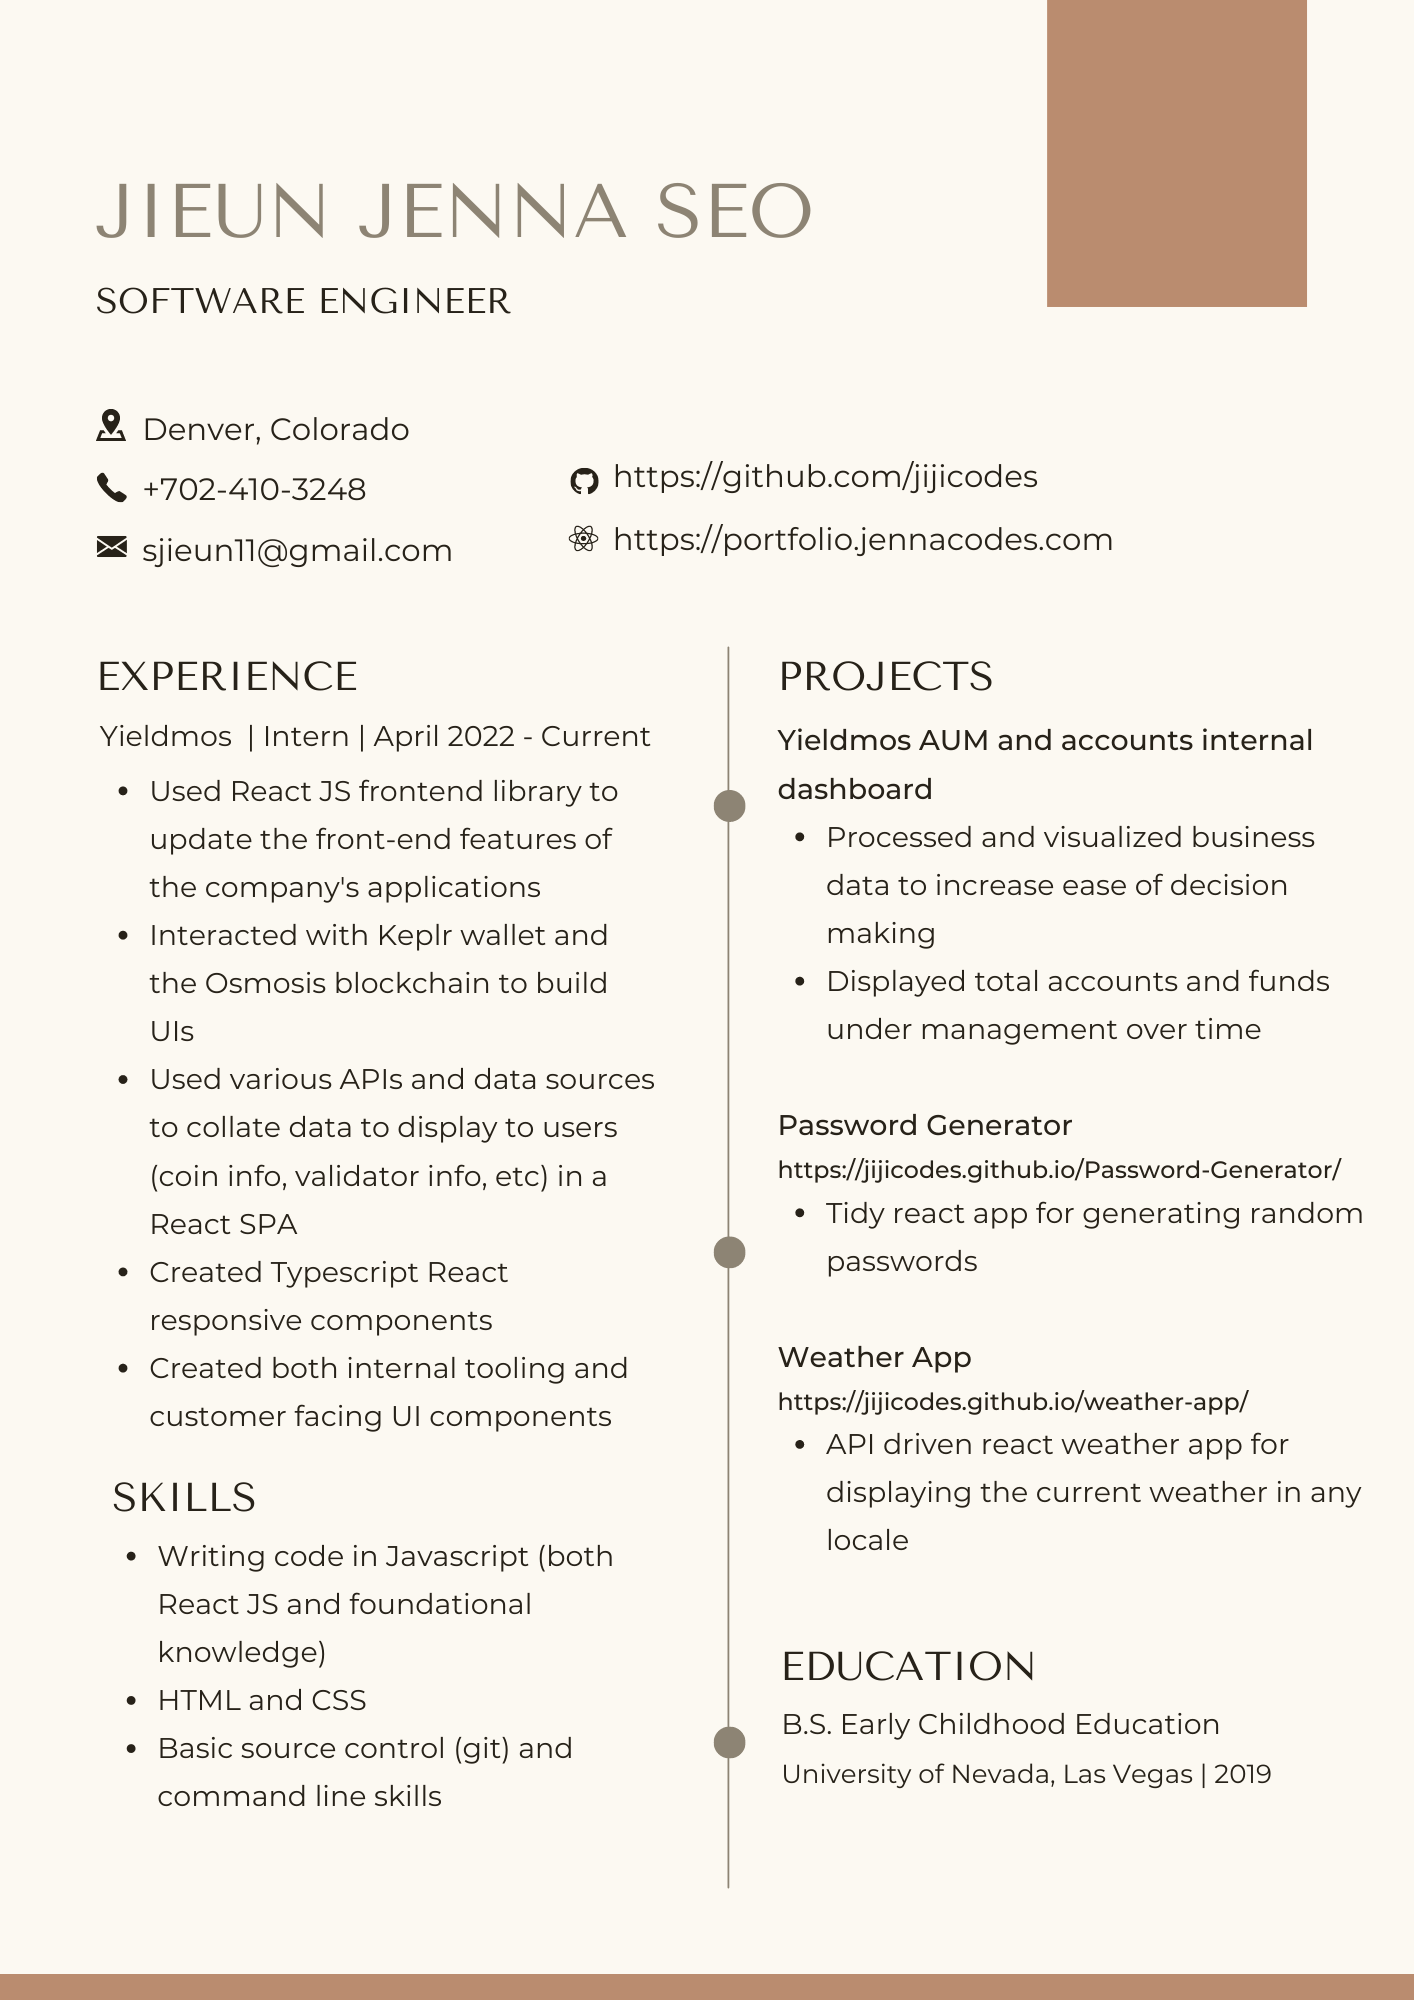 JIEUN JENNA SEO
SOFTWARE ENGINEER
Denver, Colorado
+702-410-3248
sjieun11@gmail.com
https://github.com/jijicodes
https://portfolio.jennacodes.com
EXPERIENCE
Yieldmos | Intern | April 2022 - Current
• Used React JS frontend library to
update the front-end features of
the company's applications
• Interacted with Keplr wallet and
the Osmosis blockchain to build
UIs
• Used various APIs and data sources
to collate data to display to users
(coin info, validator info, etc) in a
React SPA
• Created Typescript React
responsive components
• Created both internal tooling and
customer facing UI components
SKILLS
• Writing code in Javascript (both
React JS and foundational
knowledge)
• HTML and CSS
• Basic source control (git) and
command line skills
PROJECTS
Yieldmos AUM and accounts internal
dashboard
• Processed and visualized business
data to increase ease of decision
making
• Displayed total accounts and funds
under management over time
Password Generator
https://jijicodes.github.io/Password-Generator/
• Tidy react app for generating random
passwords
Weather App
https://jijicodes.github.io/weather-app/
• API driven react weather app for
displaying the current weather in any
locale
EDUCATION
B.S. Early Childhood Education
University of Nevada, Las Vegas | 2019